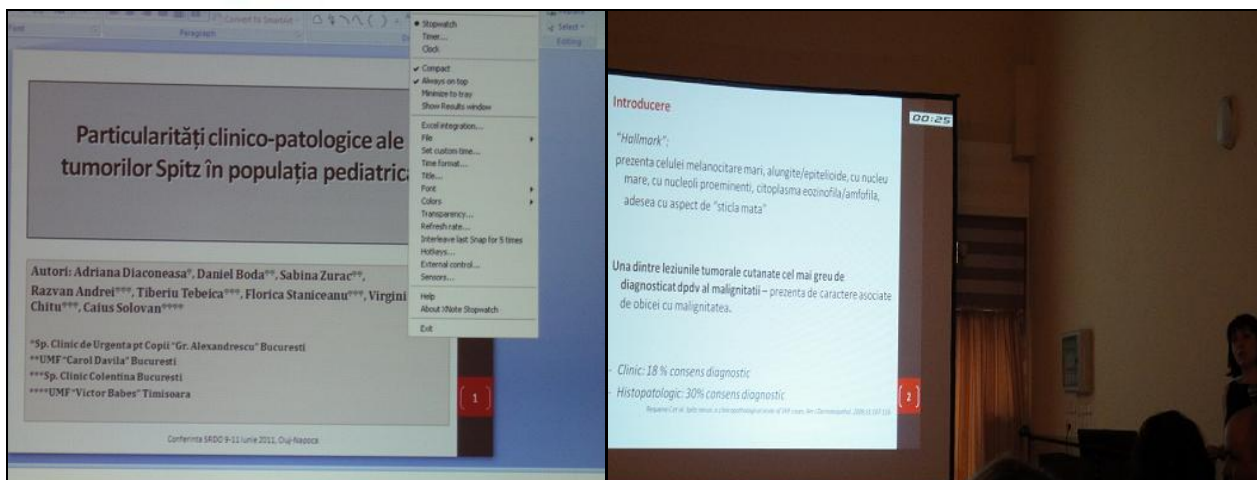 Convert to SmartArt
Paragraph
Select
Editing
Stopwatch
Timer...
Clock
Compact
Always on top
Minimize to tray
Show Results window
Excel integration...
File
Set custom time...
Time format...
Title...
Font
Colors
Transparency...
Refresh rate...
Interleave last Snap for 5 times
Hotkeys...
External control...
Sensors...
Help
About XNote Stopwatch
Exit
Particularități clinico-patologice ale
tumorilor Spitz în populația pediatrica
Autori: Adriana Diaconeasa*, Daniel Boda**, Sabina Zurac**,
Razvan Andrei***, Tiberiu Tebeica***, Florica Staniceanu***, Virgini
Chitu***, Caius Solovan****
*Sp. Clinic de Urgenta pt Copii "Gr. Alexandrescu" Bucuresti
**UMF "Carol Davila" Bucuresti
***Sp. Clinic Colentina Bucuresti
****UMF "Victor Babes" Timisoara
1
Conferinta SRDO 9-11 iunie 2011, Cluj-Napoca
Introducere
00:25
"Hallmark":
prezenta celulei melanocitare mari, alungite/epitelioide, cu nucleu
mare, cu nucleoli proeminenti, citoplasma eozinofila/amfofila,
adesea cu aspect de "sticla mata"
Una dintre leziunile tumorale cutanate cel mai greu de
diagnosticat dpdv al malignitatii – prezenta de caractere asociate
de obicei cu malignitatea.
- Clinic: 18 % consens diagnostic
- Histopatologic: 30% consens diagnostic
2